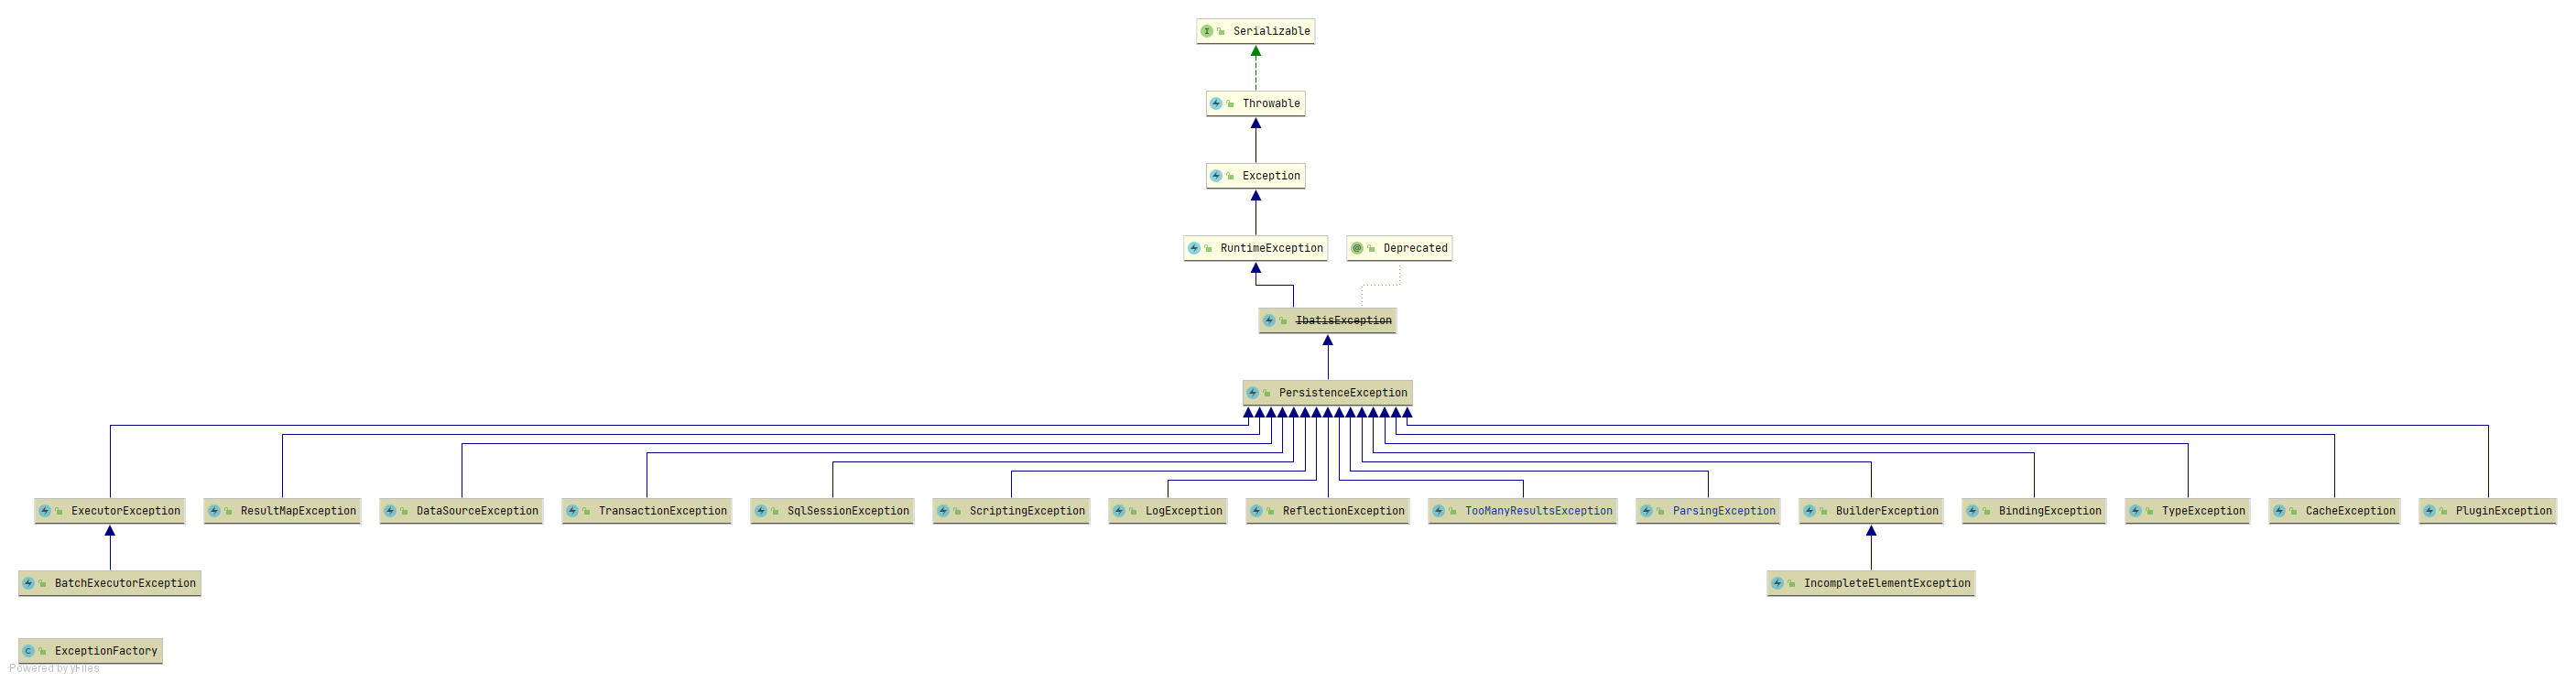 Serializable
Throwable
Exception
RuntimeException
Deprecated
IbatisException
PersistenceException
ExecutorException
ResultMapException
DataSourceException
TransactionException
SqlSessionException
ScriptingException
LogException
ReflectionException
TooManyResultsException
ParsingException
BuilderException
BindingException
TypeException
CacheException
PluginException
BatchExecutorException
IncompleteElementException
ExceptionFactory
Powered by yFiles